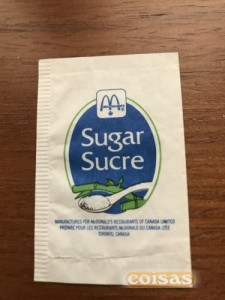 Sugar
Sucre
MANUFACTURED FOR McDONALD'S RESTAURANTS OF CANADA LIMITED
PRÉPARÉ POUR LES RESTAURANTS McDONALD DU CANADA LTÉE
TORONTO, CANADA
coisas